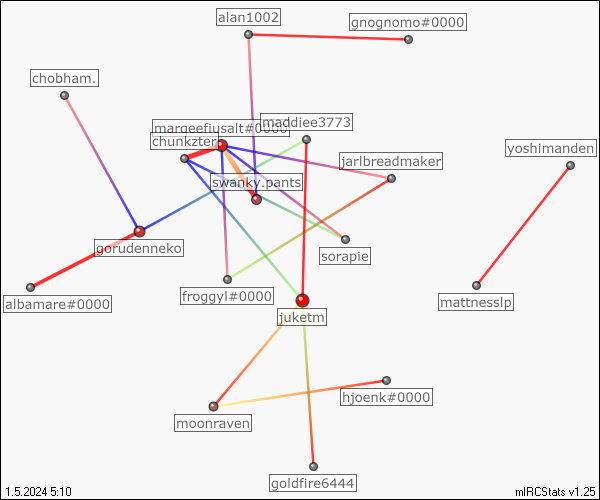 alan1002
gnognomo#0000
chobham.
margeefiusalt#0000
maddiee3773
chunkzter
yoshimanden
jarlbreadmaker
swanky.pants
gorudenneko
sorapie
froggyl#0000
albamare#0000
mattnesslp
juketm
hjoenk#0000
moonraven
goldfire6444
1.5.2024 5:10
mIRCStats v1.25